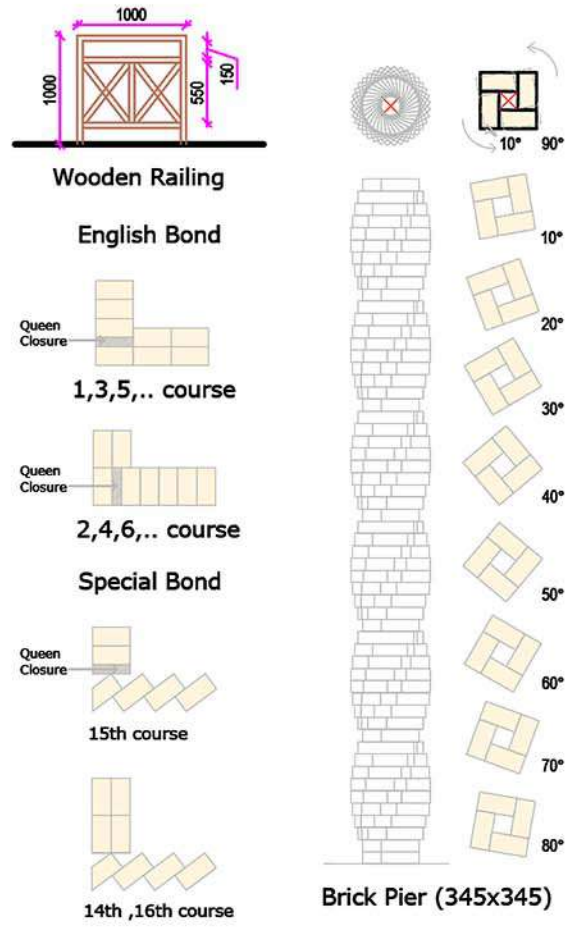 1000
1000
150
550
Wooden Railing
English Bond
Queen
Closure
1,3,5,.. course
Queen
Closure
2,4,6,.. course
Special Bond
Queen
Closure
15th course
14th ,16th course
10°
90°
10°
20°
30°
40°
50°
60°
70°
80°
Brick Pier (345x345)